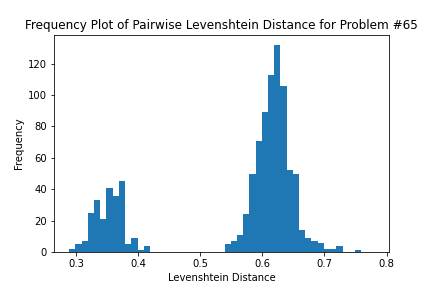 Frequency Plot of Pairwise Levenshtein Distance for Problem #65
120
100
80
60
40
20
0
Frequency
0.3 0.4 0.5 0.6 0.7 0.8
Levenshtein Distance